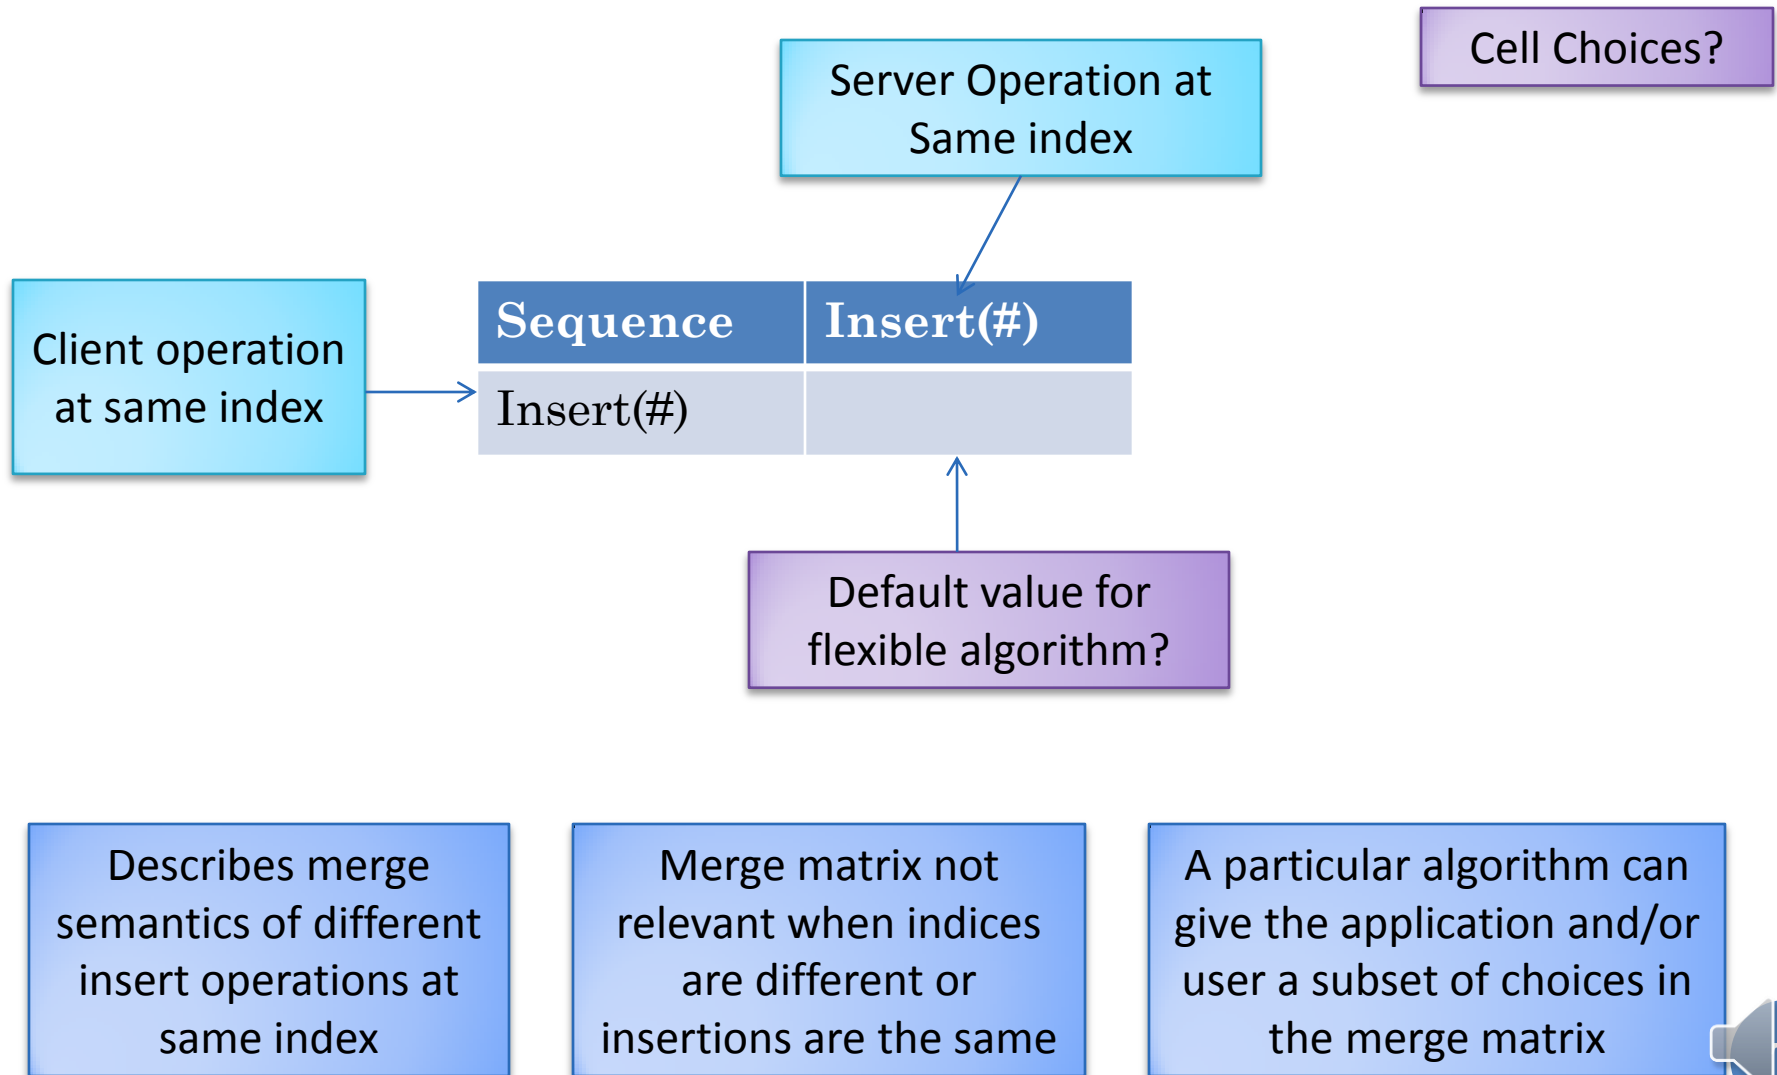 Cell Choices?
Server Operation at
Same index
Client operation
at same index
Sequence Insert(#)
Insert(#)
Default value for
flexible algorithm?
Describes merge
semantics of different
insert operations at
same index
Merge matrix not
relevant when indices
are different or
insertions are the same
A particular algorithm can
give the application and/or
user a subset of choices in
the merge matrix